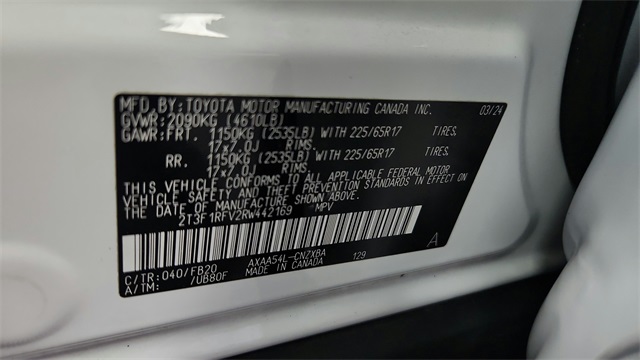 MFD.BY:TOYOTA MOTOR MANUFACTURING CANADA INC. 03/24
GVWR:2090KG (4610LB)
GAWR:FRT. 1150KG (2535LB) WITH 225/65R17 TIRES.
17x7.0J RIMS.
RR. 1150KG (2535LB) WITH 225/65R17 TIRES.
17x7.0J RIMS.
THIS VEHICLE CONFORMS TO ALL APPLICABLE FEDERAL MOTOR
VEHICLE SAFETY AND THEFT PREVENTION STANDARDS IN EFFECT ON
THE DATE OF MANUFACTURE SHOWN ABOVE.
2T3F1RFV2RW442169 MPV
C/TR:040/FB20 AXAA54L-CNZXBA 129 A
A/TM: /UB80F MADE IN CANADA